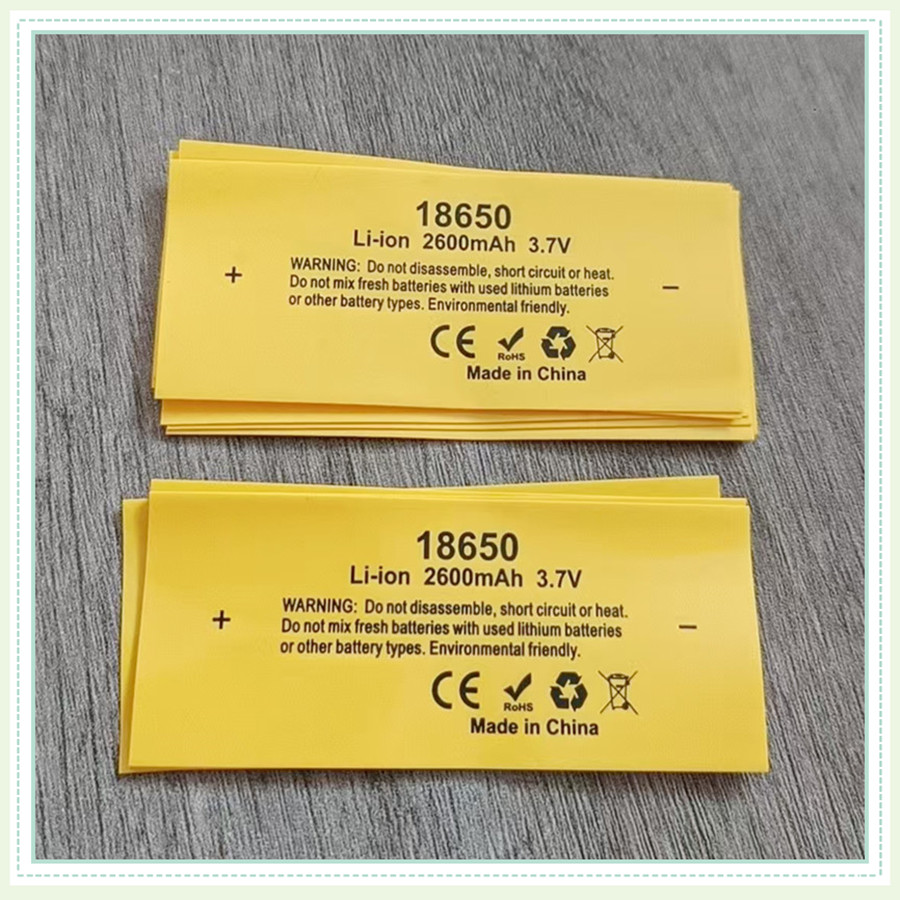 18650
Li-ion 2600mAh 3.7V
WARNING: Do not disassemble, short circuit or heat.
Do not mix fresh batteries with used lithium batteries
or other battery types. Environmental friendly.
+ −
CE RoHS
Made in China
18650
Li-ion 2600mAh 3.7V
WARNING: Do not disassemble, short circuit or heat.
Do not mix fresh batteries with used lithium batteries
or other battery types. Environmental friendly.
+ −
CE RoHS
Made in China